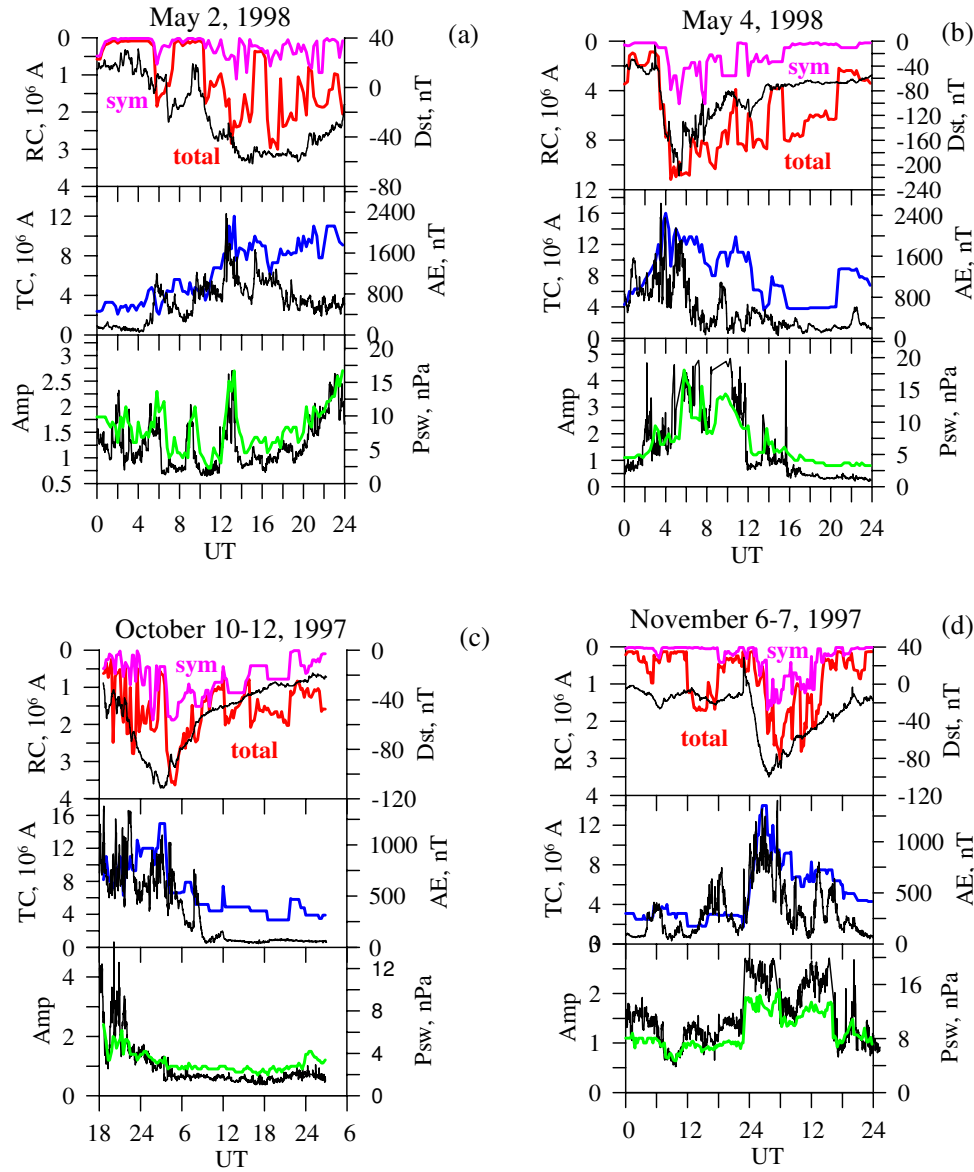 May 2, 1998
(a)
0
1
2
3
4
RC, 10⁶ A
sym
total
40
0
-40
-80
Dst, nT
12
8
4
0
TC, 10⁶ A
2400
1600
800
0
AE, nT
3
2.5
2
1.5
1
0.5
Amp
20
15
10
5
0
Psw, nPa
0 4 8 12 16 20 24
UT
May 4, 1998
(b)
0
4
8
12
RC, 10⁶ A
sym
total
0
-40
-80
-120
-160
-200
-240
Dst, nT
16
12
8
4
0
TC, 10⁶ A
2400
1600
800
0
AE, nT
5
4
3
2
1
0
Amp
20
15
10
5
0
Psw, nPa
0 4 8 12 16 20 24
UT
October 10-12, 1997
(c)
0
1
2
3
4
RC, 10⁶ A
sym
total
0
-40
-80
-120
Dst, nT
16
12
8
4
0
TC, 10⁶ A
1000
500
0
AE, nT
4
2
0
Amp
12
8
4
0
Psw, nPa
18 24 6 12 18 24 6
UT
November 6-7, 1997
(d)
0
1
2
3
4
RC, 10⁶ A
sym
total
40
0
-40
-80
-120
Dst, nT
12
8
4
0
TC, 10⁶ A
1000
500
0
AE, nT
3
2
1
0
Amp
16
8
0
Psw, nPa
0 12 24 12 24
UT